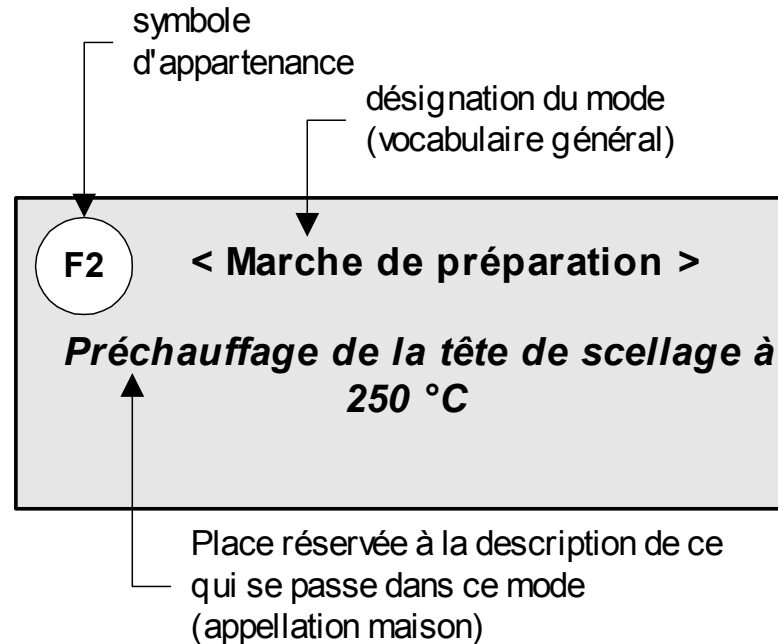 symbole
d'appartenance
désignation du mode
(vocabulaire général)
F2
< Marche de préparation >
Préchauffage de la tête de scellage à
250 °C
Place réservée à la description de ce
qui se passe dans ce mode
(appellation maison)